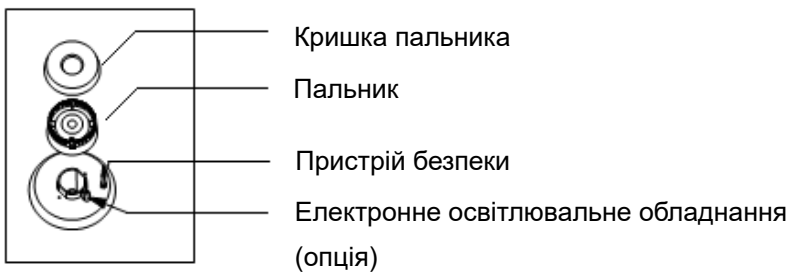 Кришка пальника
Пальник
Пристрій безпеки
Електронне освітлювальне обладнання
(опція)